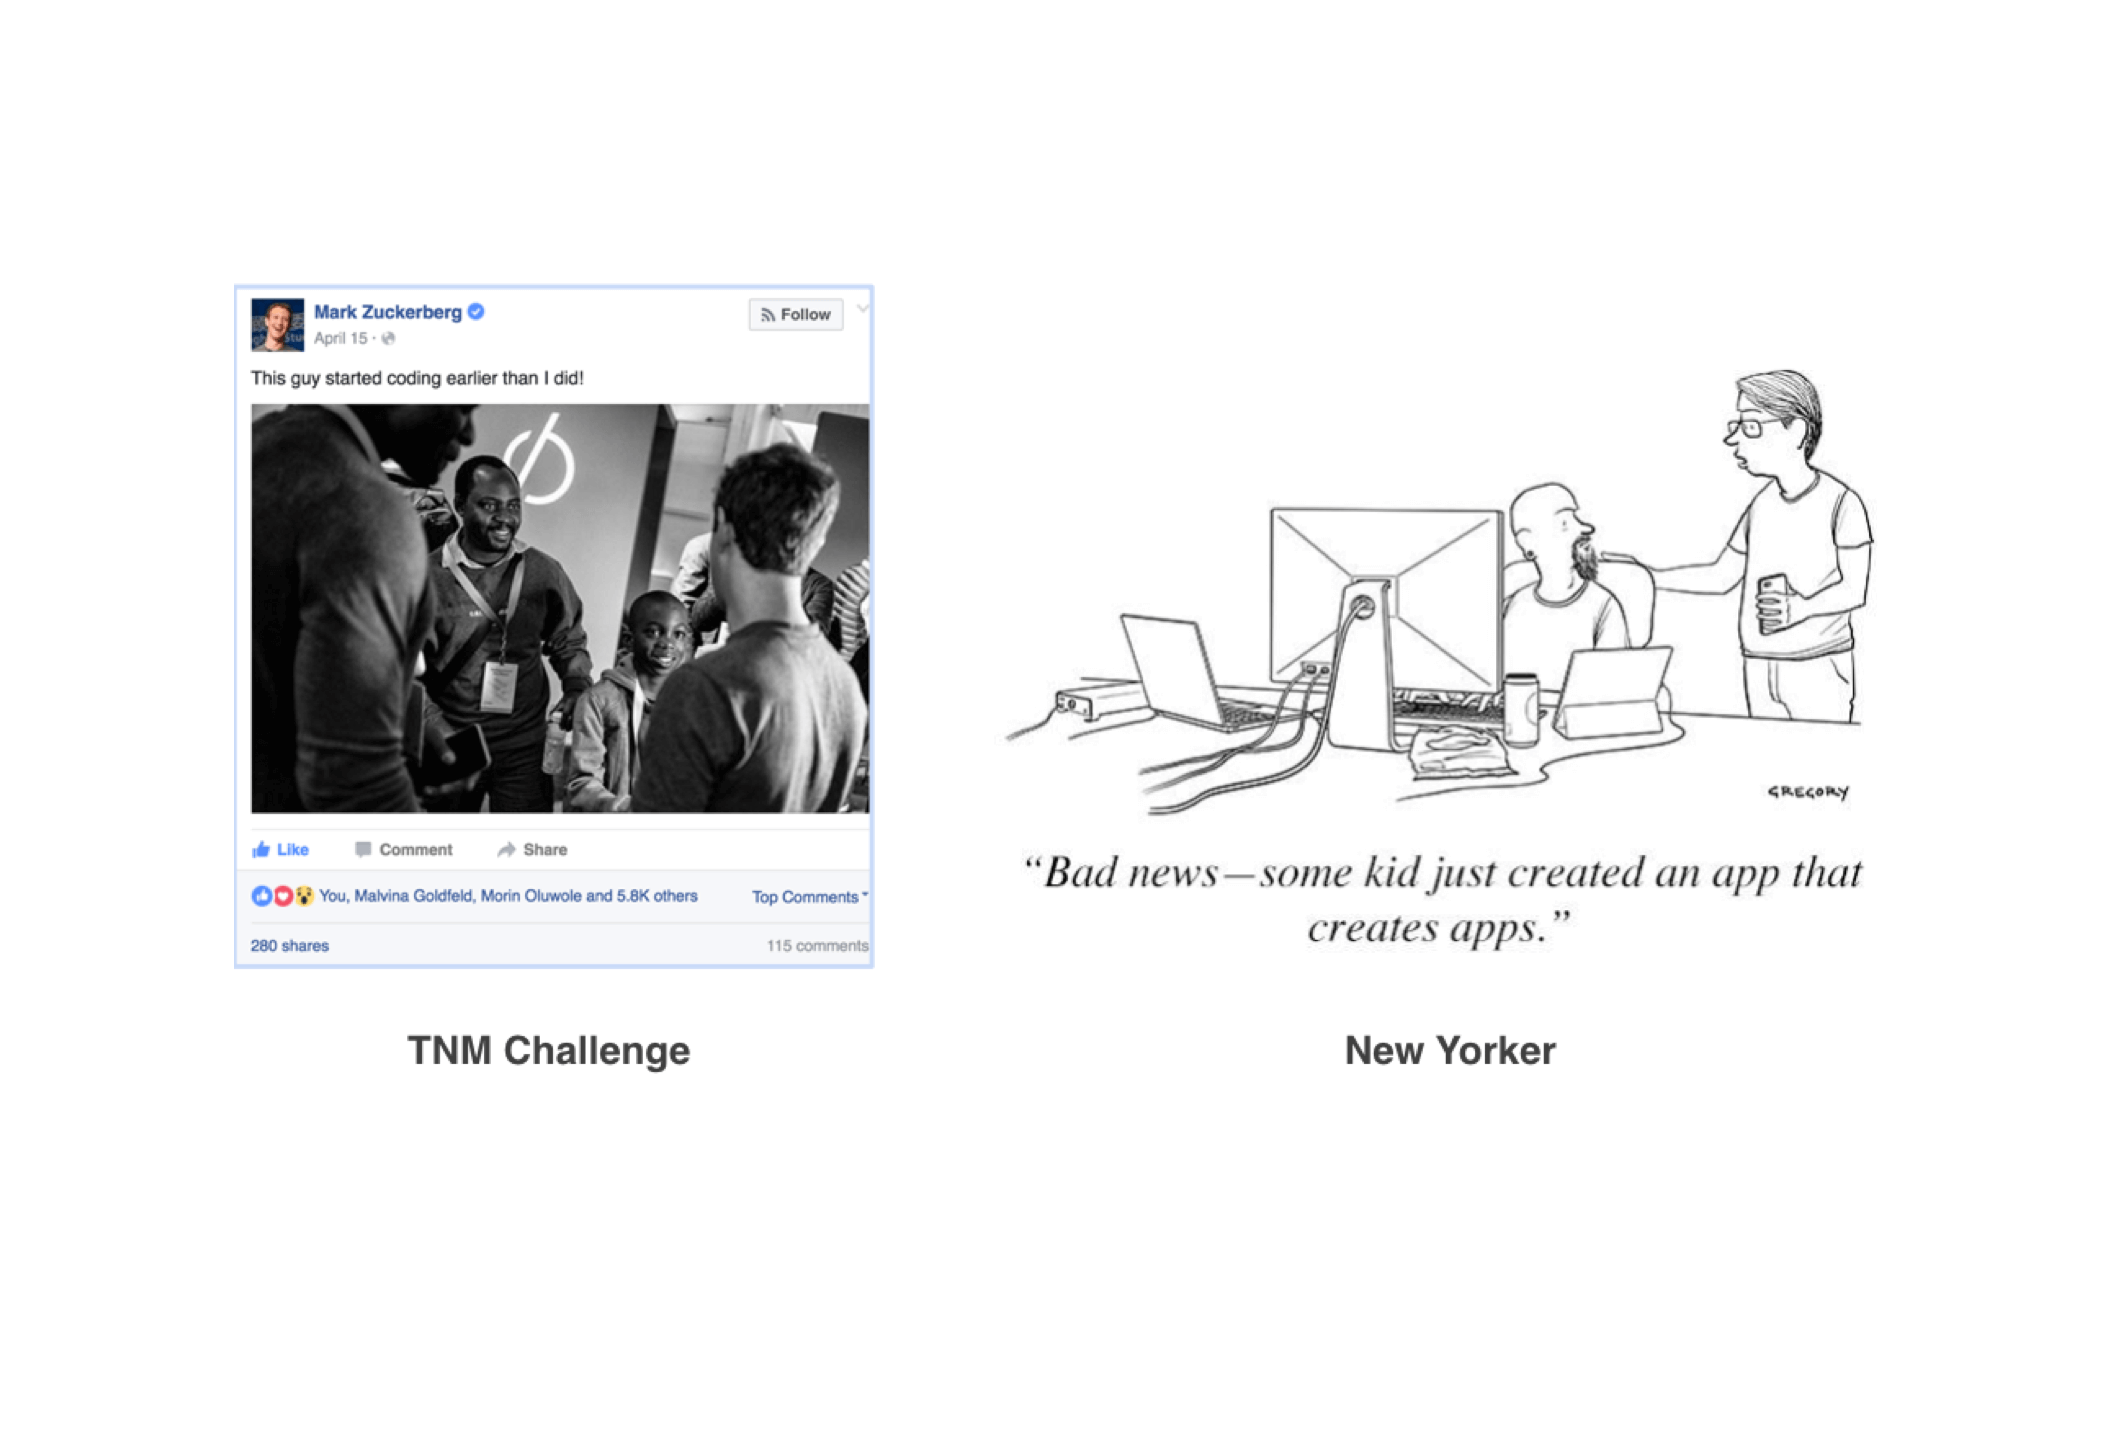 Mark Zuckerberg
Follow
April 15 ·
This guy started coding earlier than I did!
Like Comment Share
You, Malvina Goldfeld, Morin Oluwole and 5.8K others
Top Comments
280 shares
115 comments
TNM Challenge
GREGORY
“Bad news—some kid just created an app that
creates apps.”
New Yorker